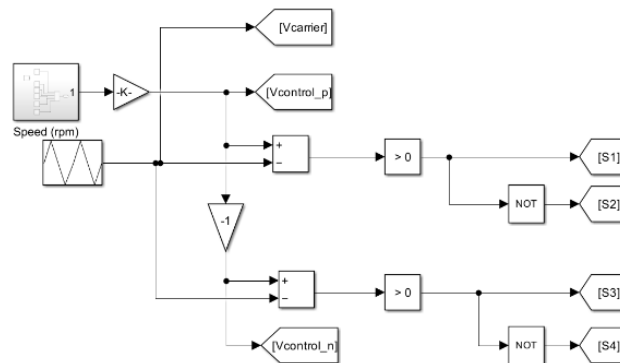 [Vcarrier]
1
-K-
[Vcontrol_p]
Speed (rpm)
+
−
> 0
[S1]
NOT
[S2]
-1
+
−
> 0
[S3]
NOT
[S4]
[Vcontrol_n]